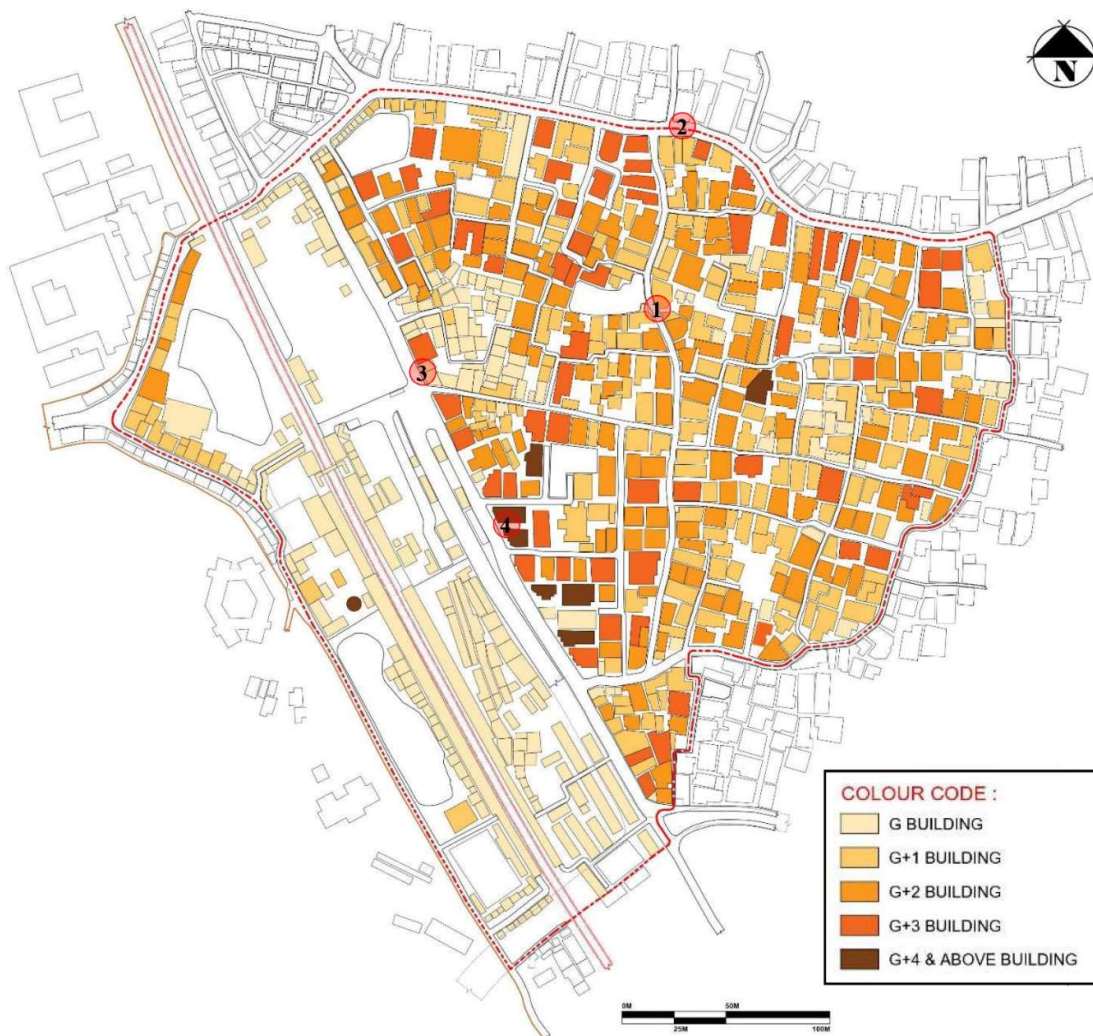 N
2
1
3
4
COLOUR CODE :
G BUILDING
G+1 BUILDING
G+2 BUILDING
G+3 BUILDING
G+4 & ABOVE BUILDING
0M 50M
25M 100M